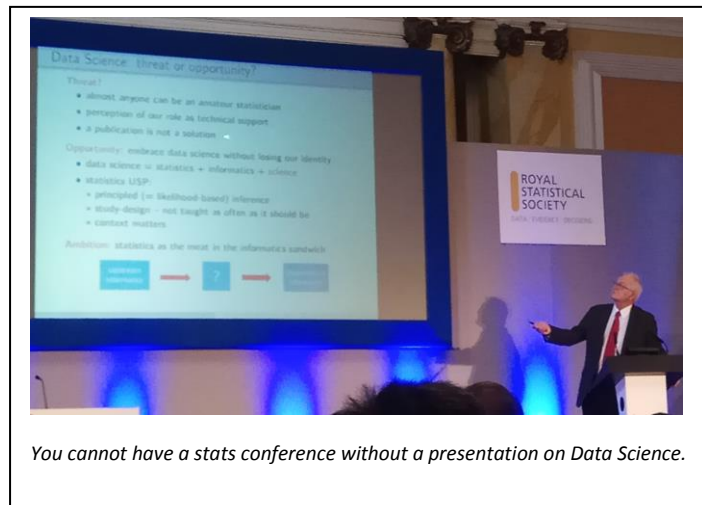 Data Science: threat or opportunity?
Threat?
• almost anyone can be an amateur statistician
• perception of our role as technical support
• a publication is not a solution
Opportunity: embrace data science without losing our identity
• data science = statistics + informatics + science
• statistics USP:
• principled (= likelihood-based) inference
• study-design - not taught as often as it should be
• context matters
Ambition: statistics as the meat in the informatics sandwich
?
ROYAL
STATISTICAL
SOCIETY
DATA | EVIDENCE | DECISIONS
You cannot have a stats conference without a presentation on Data Science.